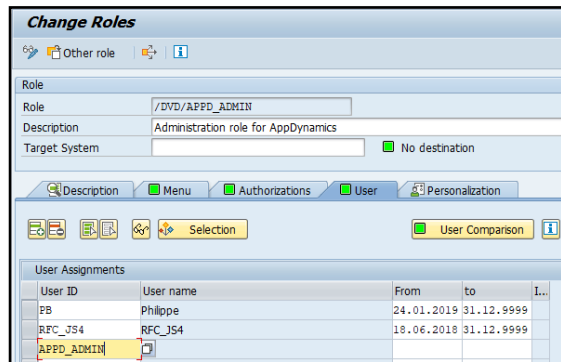 Change Roles
Other role
Role
Role /DVD/APPD_ADMIN
Description Administration role for AppDynamics
Target System No destination
Description Menu Authorizations User Personalization
Selection User Comparison
User Assignments
User ID User name From to I...
PB Philippe 24.01.2019 31.12.9999
RFC_JS4 RFC_JS4 18.06.2018 31.12.9999
APPD_ADMIN